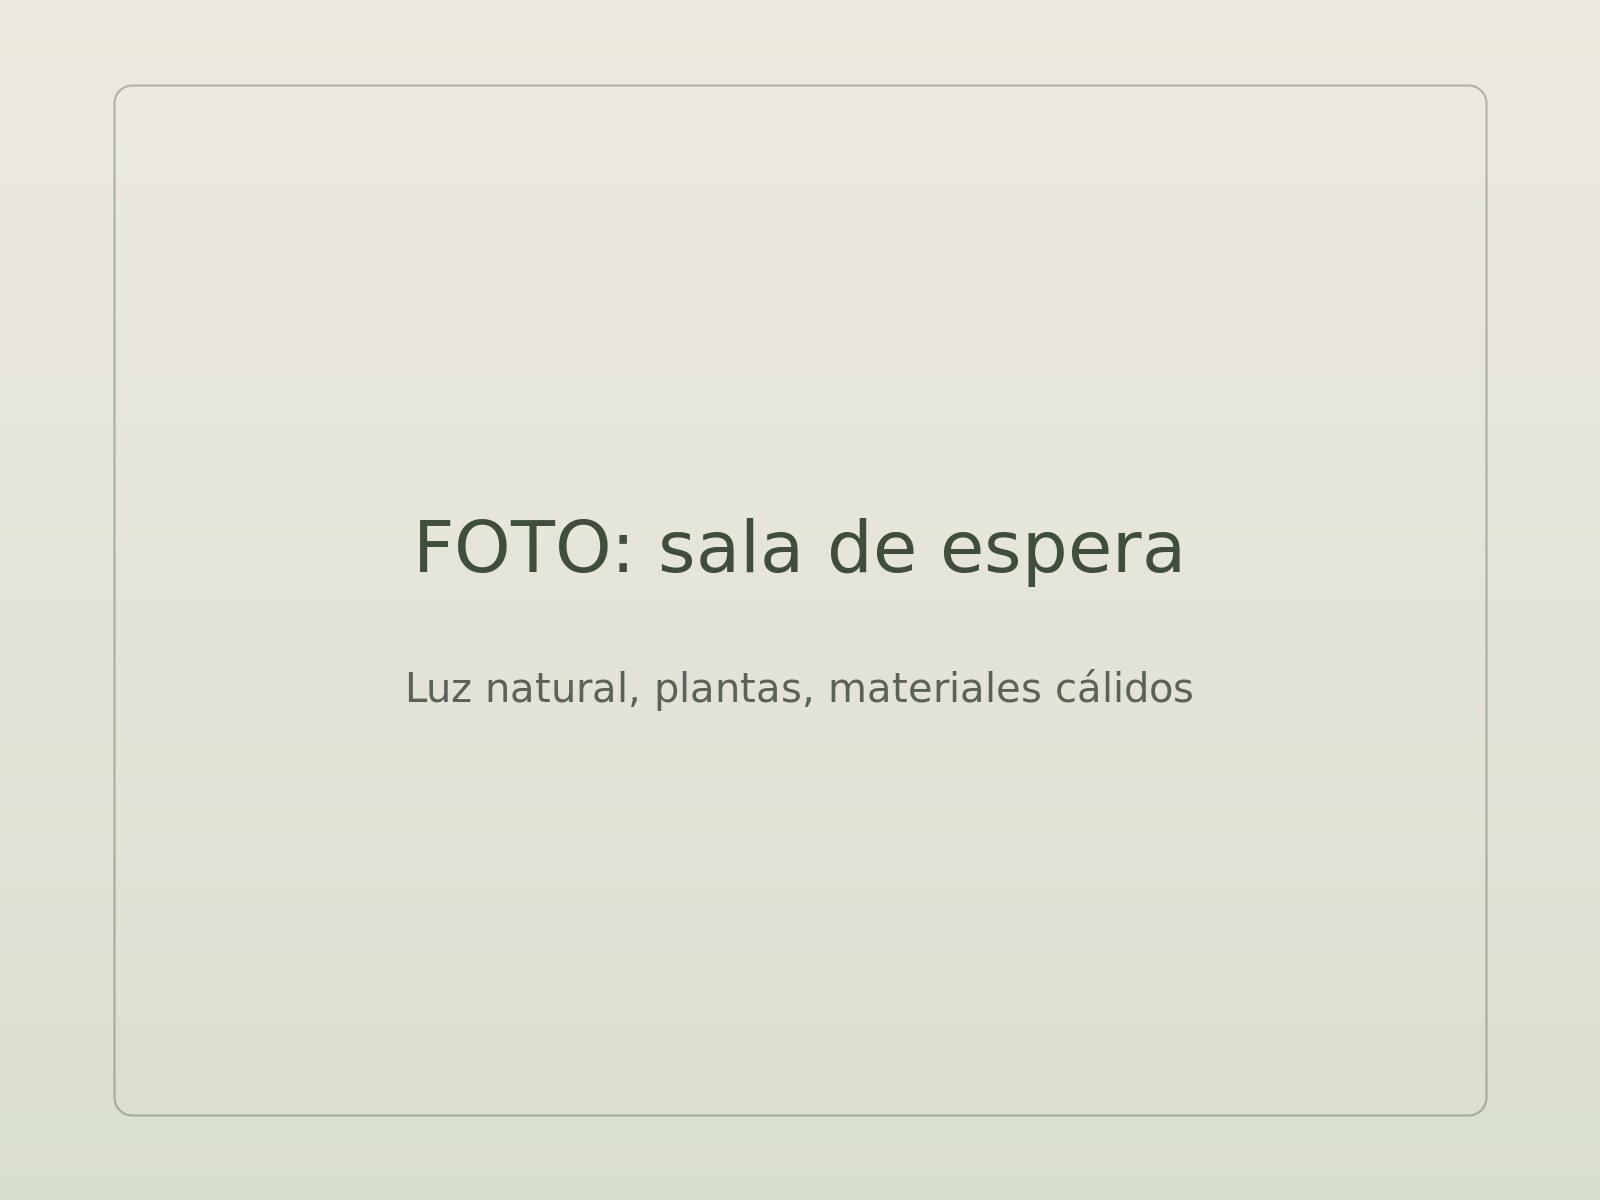 FOTO: sala de espera
Luz natural, plantas, materiales cálidos